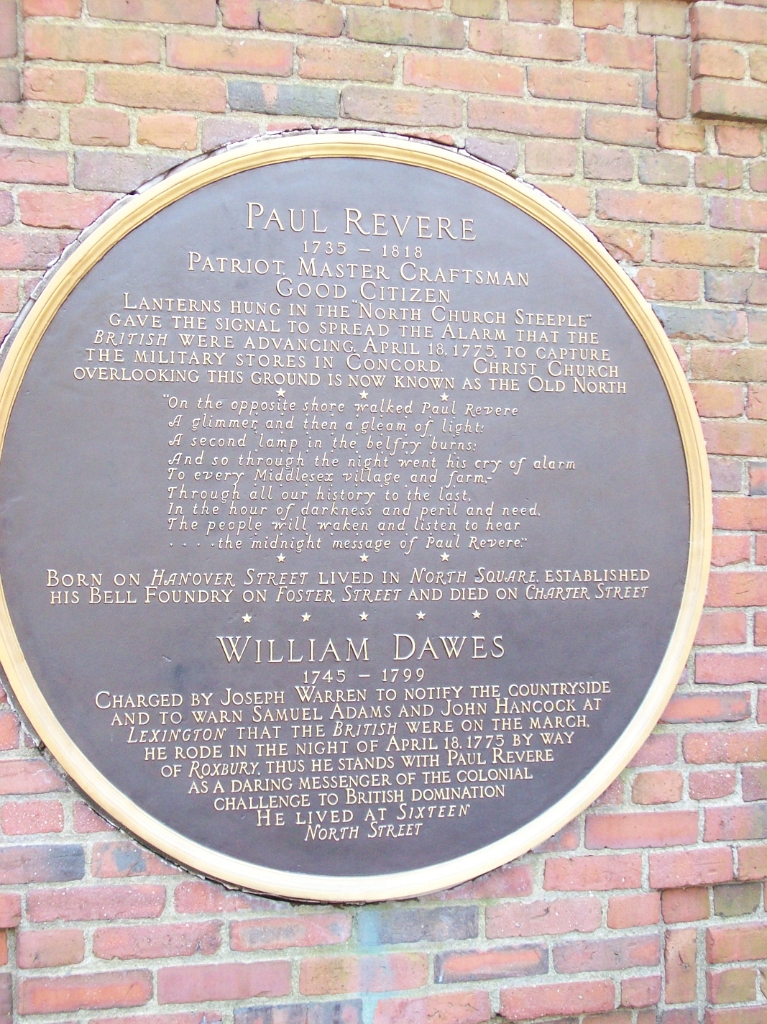 PAUL REVERE
1735 – 1818
PATRIOT, MASTER CRAFTSMAN
GOOD CITIZEN
LANTERNS HUNG IN THE "NORTH CHURCH STEEPLE"
GAVE THE SIGNAL TO SPREAD THE ALARM THAT THE
BRITISH WERE ADVANCING, APRIL 18, 1775, TO CAPTURE
THE MILITARY STORES IN CONCORD. CHRIST CHURCH
OVERLOOKING THIS GROUND IS NOW KNOWN AS THE OLD NORTH
"On the opposite shore walked Paul Revere
A glimmer, and then a gleam of light!
A second lamp in the belfry burns!
And so through the night went his cry of alarm
To every Middlesex village and farm,-
Through all our history to the last,
In the hour of darkness and peril and need,
The people will waken and listen to hear
. . . . the midnight message of Paul Revere."
BORN ON HANOVER STREET LIVED IN NORTH SQUARE, ESTABLISHED
HIS BELL FOUNDRY ON FOSTER STREET AND DIED ON CHARTER STREET
WILLIAM DAWES
1745 – 1799
CHARGED BY JOSEPH WARREN TO NOTIFY THE COUNTRYSIDE
AND TO WARN SAMUEL ADAMS AND JOHN HANCOCK AT
LEXINGTON THAT THE BRITISH WERE ON THE MARCH,
HE RODE IN THE NIGHT OF APRIL 18, 1775 BY WAY
OF ROXBURY, THUS HE STANDS WITH PAUL REVERE
AS A DARING MESSENGER OF THE COLONIAL
CHALLENGE TO BRITISH DOMINATION
HE LIVED AT SIXTEEN
NORTH STREET